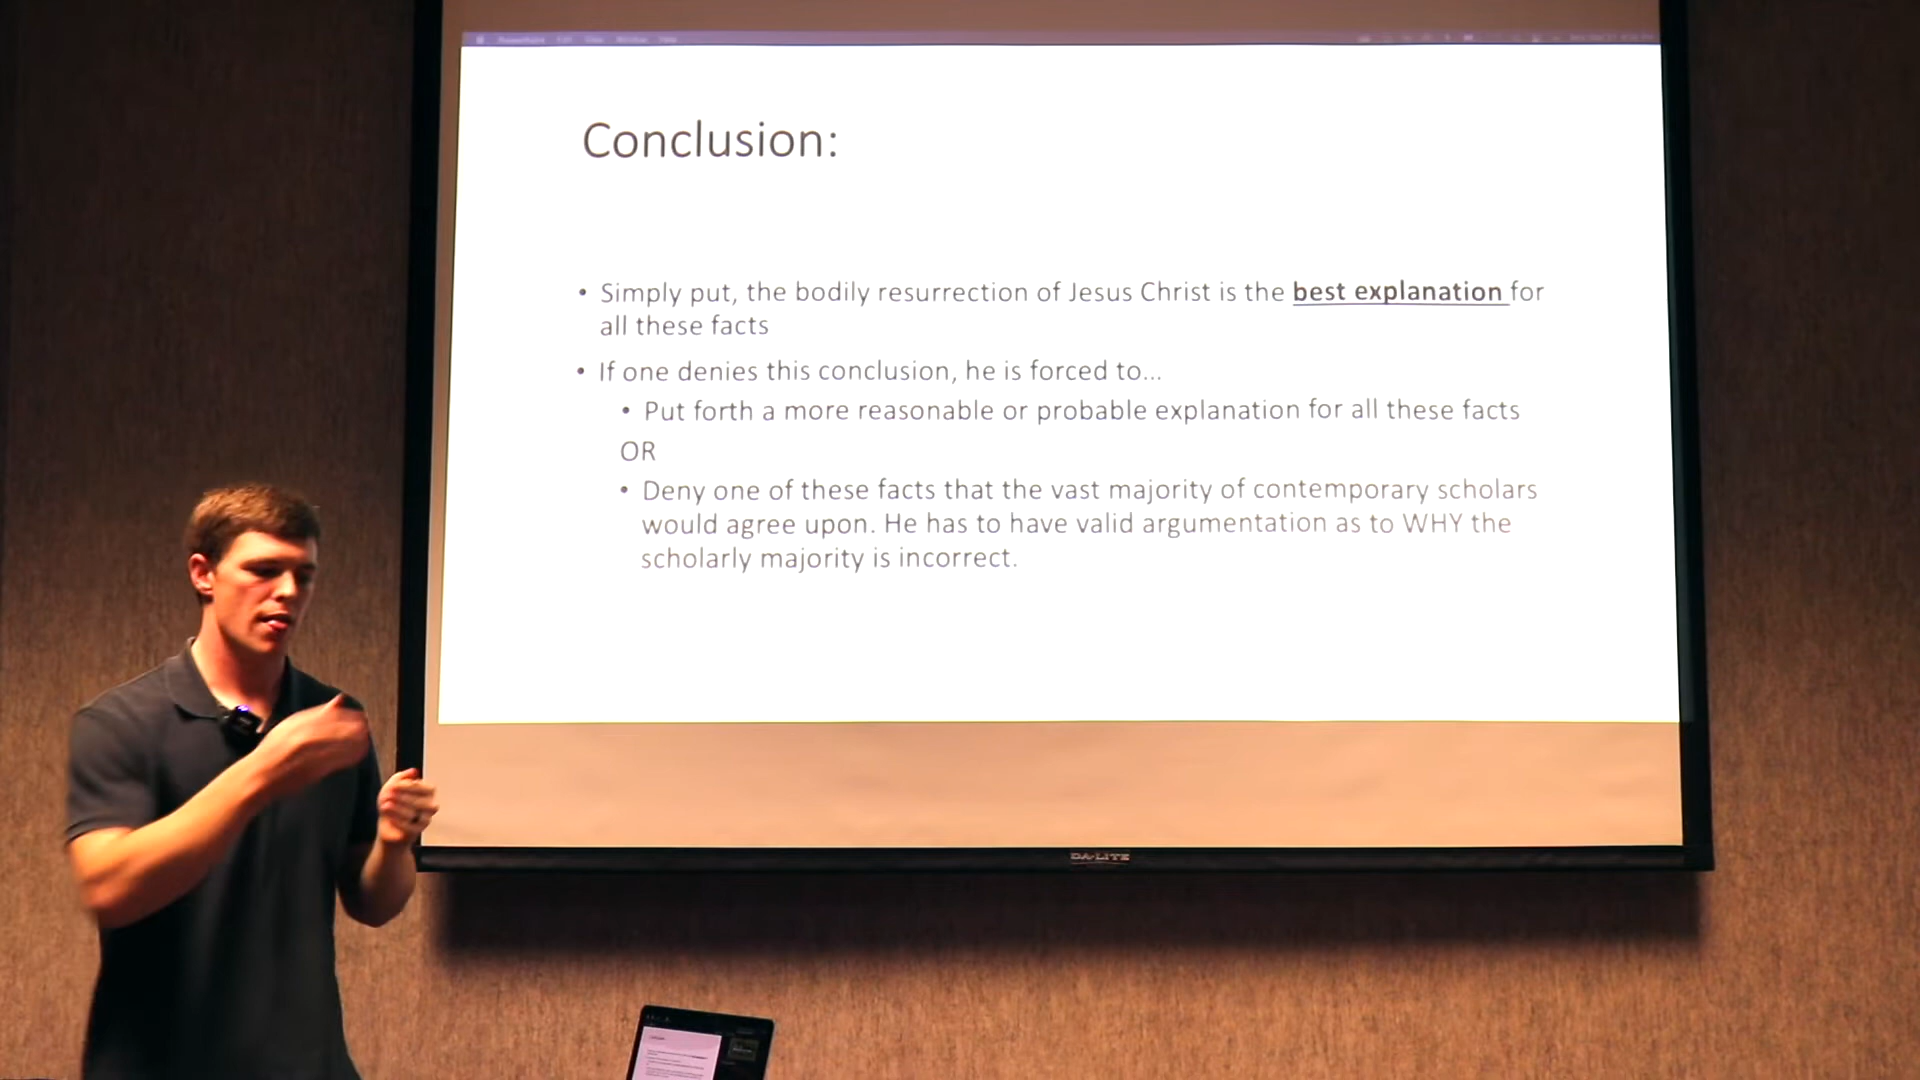 Conclusion:
• Simply put, the bodily resurrection of Jesus Christ is the best explanation for
all these facts
• If one denies this conclusion, he is forced to...
• Put forth a more reasonable or probable explanation for all these facts
OR
• Deny one of these facts that the vast majority of contemporary scholars
would agree upon. He has to have valid argumentation as to WHY the
scholarly majority is incorrect.
DA-LITE